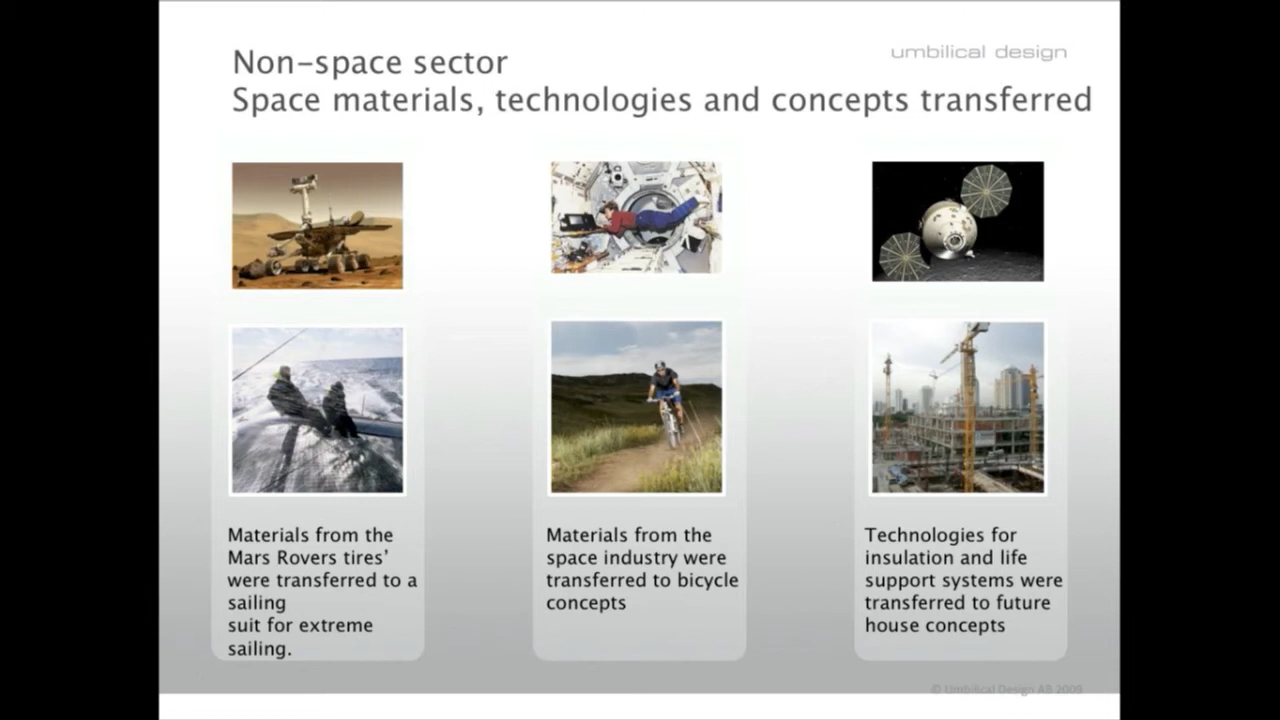 Non-space sector
umbilical design
Space materials, technologies and concepts transferred
Materials from the
Mars Rovers tires’
were transferred to a
sailing
suit for extreme
sailing.
Materials from the
space industry were
transferred to bicycle
concepts
Technologies for
insulation and life
support systems were
transferred to future
house concepts
© Umbilical Design AB 2009